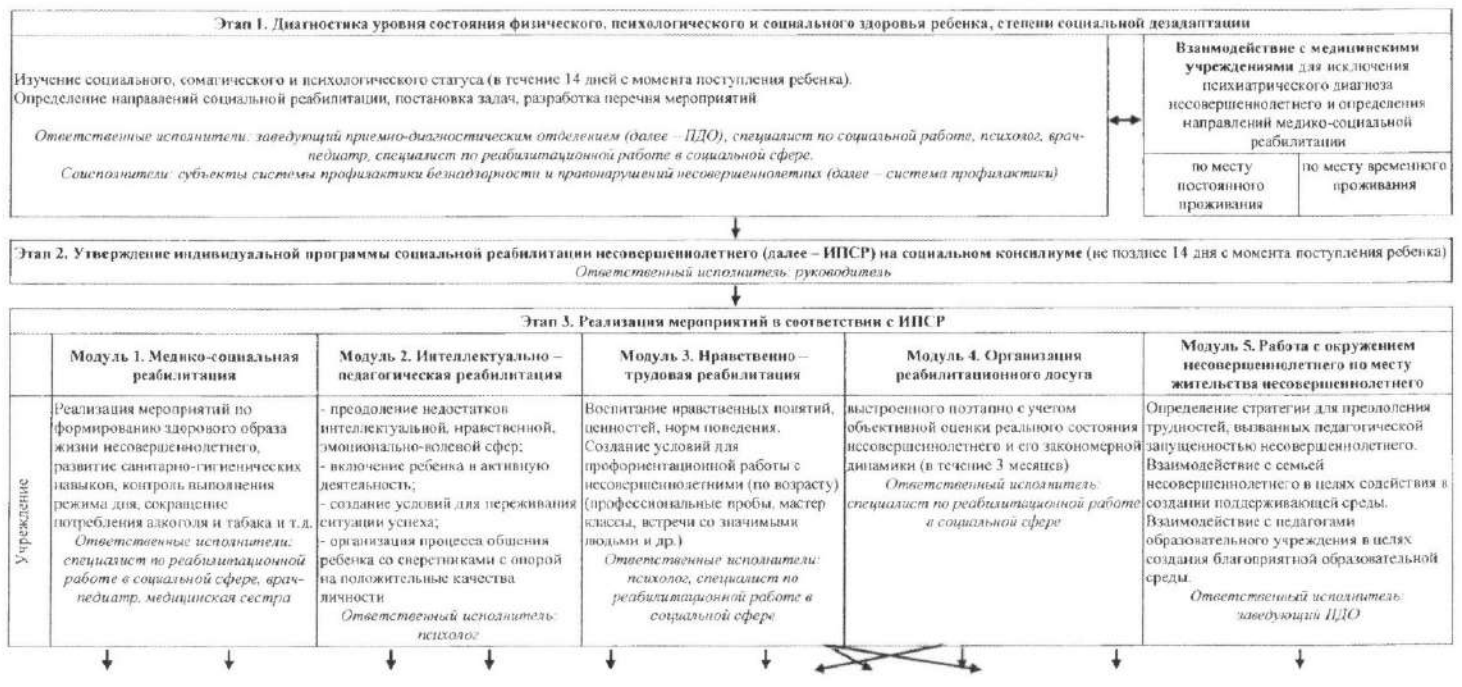 Этап 1. Диагностика уровня состояния физического, психологического и социального здоровья ребенка, степени социальной дезадаптации
Изучение социального, соматического и психологического статуса (в течение 14 дней с момента поступления ребенка).
Определение направлений социальной реабилитации, постановка задач, разработка перечня мероприятий
Ответственные исполнители: заведующий приемно-диагностическим отделением (далее – ПДО), специалист по социальной работе, психолог, врач-
педиатр, специалист по реабилитационной работе в социальной сфере.
Соисполнители: субъекты системы профилактики безнадзорности и правонарушений несовершеннолетних (далее – система профилактики)
Взаимодействие с медицинскими
учреждениями для исключения
психиатрического диагноза
несовершеннолетнего и определения
направлений медико-социальной
реабилитации
по месту
постоянного
проживания
по месту временного
проживания
Этап 2. Утверждение индивидуальной программы социальной реабилитации несовершеннолетнего (далее – ИПСР) на социальном консилиуме (не позднее 14 дня с момента поступления ребенка)
Ответственный исполнитель: руководитель
Этап 3. Реализация мероприятий в соответствии с ИПСР
Учреждение
Модуль 1. Медико-социальная
реабилитация
Реализация мероприятий по
формированию здорового образа
жизни несовершеннолетнего,
развитие санитарно-гигиенических
навыков, контроль выполнения
режима дня, сокращение
потребления алкоголя и табака и т.д.
Ответственные исполнители:
специалист по реабилитационной
работе в социальной сфере, врач-
педиатр, медицинская сестра
Модуль 2. Интеллектуально –
педагогическая реабилитация
- преодоление недостатков
интеллектуальной, нравственной,
эмоционально-волевой сфер;
- включение ребенка в активную
деятельность;
- создание условий для переживания
ситуации успеха;
- организация процесса общения
ребенка со сверстниками с опорой
на положительные качества
личности
Ответственный исполнитель:
психолог
Модуль 3. Нравственно –
трудовая реабилитация
Воспитание нравственных понятий,
ценностей, норм поведения.
Создание условий для
профориентационной работы с
несовершеннолетними (по возрасту)
(профессиональные пробы, мастер
классы, встречи со значимыми
людьми и др.)
Ответственные исполнители:
психолог, специалист по
реабилитационной работе в
социальной сфере
Модуль 4. Организация
реабилитационного досуга
выстроенного поэтапно с учетом
объективной оценки реального состояния
несовершеннолетнего и его закономерной
динамики (в течение 3 месяцев)
Ответственный исполнитель:
специалист по реабилитационной работе
в социальной сфере
Модуль 5. Работа с окружением
несовершеннолетнего по месту
жительства несовершеннолетнего
Определение стратегии для преодоления
трудностей, вызванных педагогической
запущенностью несовершеннолетнего.
Взаимодействие с семьей
несовершеннолетнего в целях содействия в
создании поддерживающей среды.
Взаимодействие с педагогами
образовательного учреждения в целях
создания благоприятной образовательной
среды.
Ответственный исполнитель:
заведующий ПДО